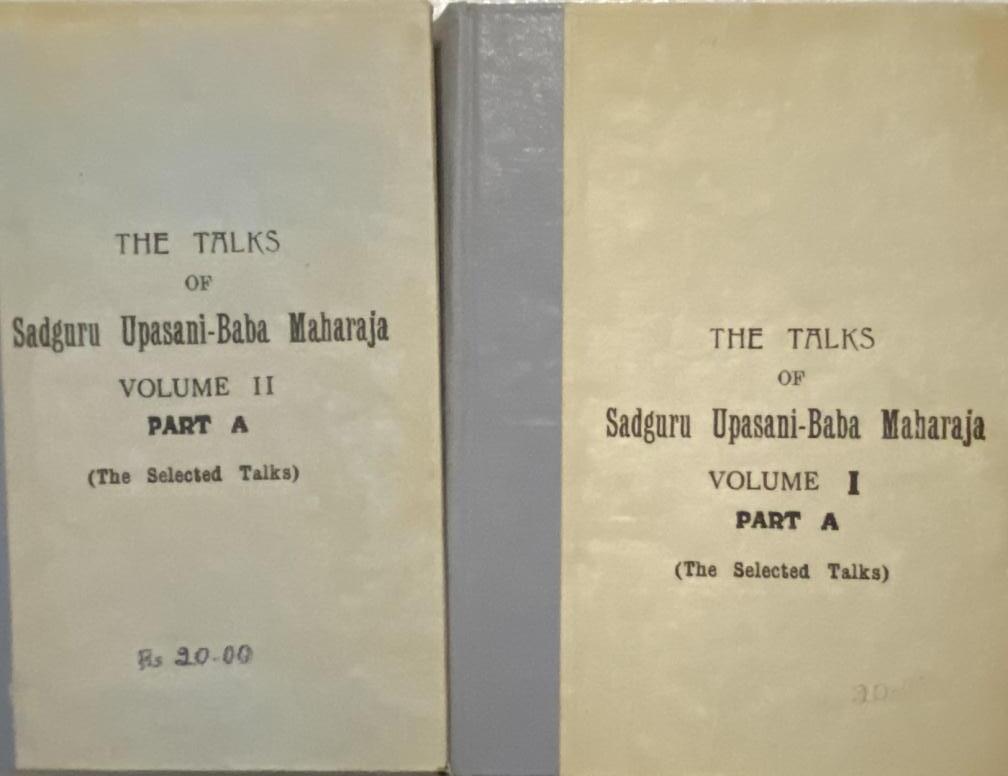 THE TALKS
OF
Sadguru Upasani-Baba Maharaja
VOLUME II
PART A
(The Selected Talks)
Rs 20-00
THE TALKS
OF
Sadguru Upasani-Baba Maharaja
VOLUME I
PART A
(The Selected Talks)